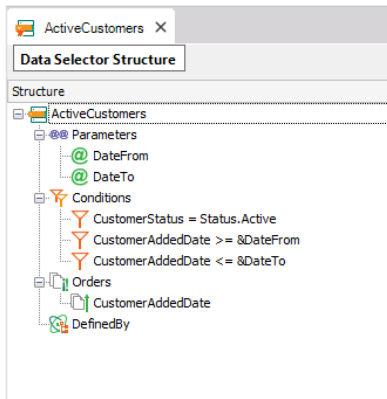 ActiveCustomers
Data Selector Structure
Structure
ActiveCustomers
Parameters
DateFrom
DateTo
Conditions
CustomerStatus = Status.Active
CustomerAddedDate >= &DateFrom
CustomerAddedDate <= &DateTo
Orders
CustomerAddedDate
DefinedBy